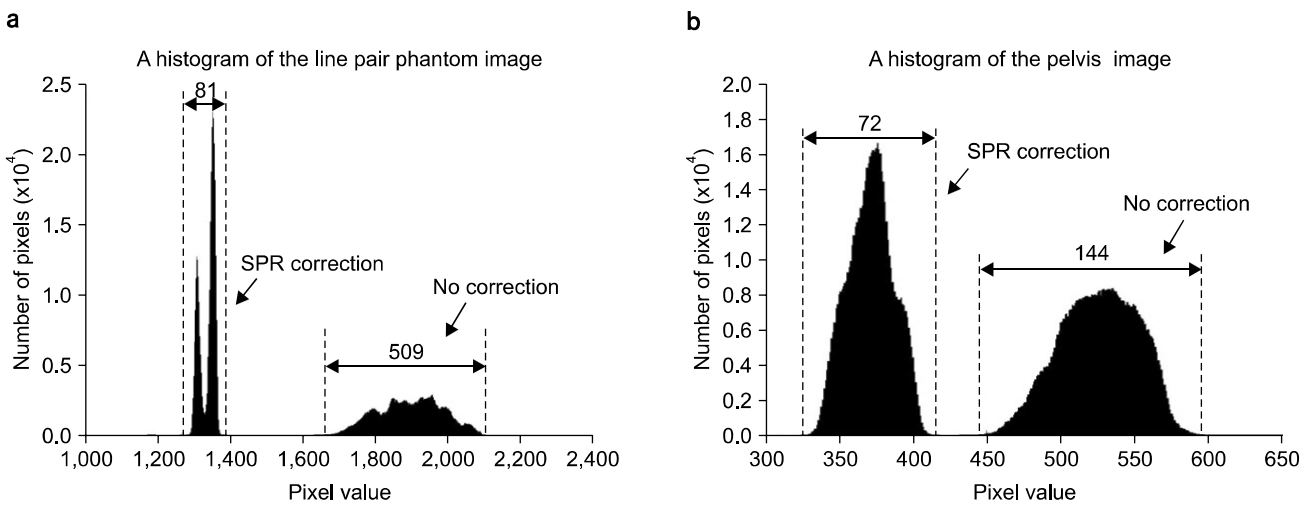 a
A histogram of the line pair phantom image
2.5
2.0
1.5
1.0
0.5
0.0
Number of pixels (x10⁴)
81
SPR correction
No correction
509
1,000 1,200 1,400 1,600 1,800 2,000 2,200 2,400
Pixel value
b
A histogram of the pelvis image
2.0
1.8
1.6
1.4
1.2
1.0
0.8
0.6
0.4
0.2
0.0
Number of pixels (x10⁴)
72
SPR correction
No correction
144
300 350 400 450 500 550 600 650
Pixel value